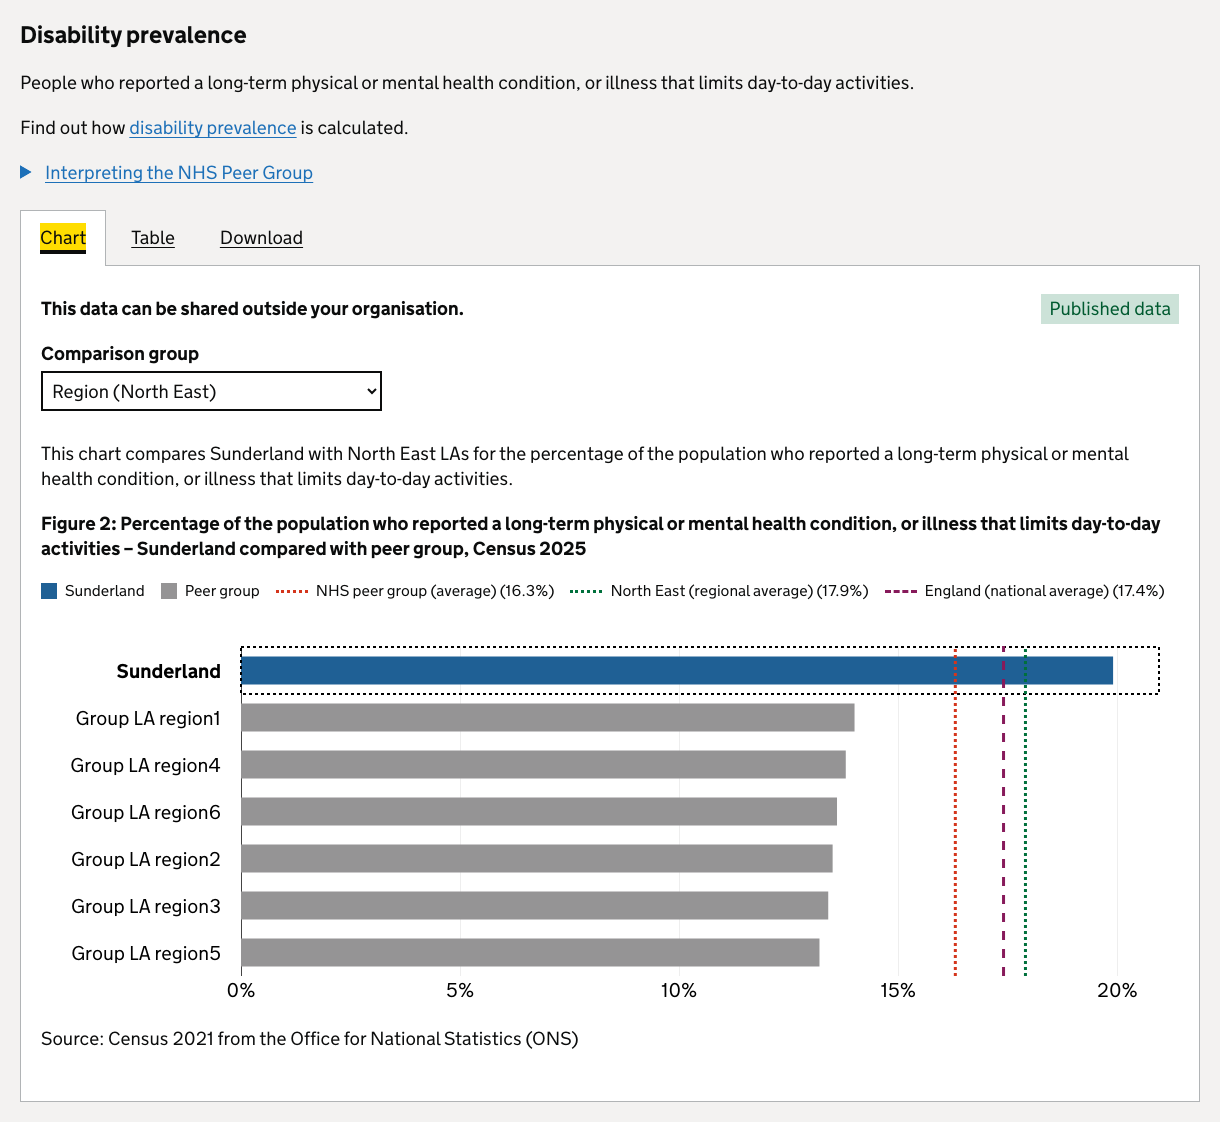 Disability prevalence
People who reported a long-term physical or mental health condition, or illness that limits day-to-day activities.
Find out how disability prevalence is calculated.
Interpreting the NHS Peer Group
Chart Table Download
This data can be shared outside your organisation. Published data
Comparison group
Region (North East)
This chart compares Sunderland with North East LAs for the percentage of the population who reported a long-term physical or mental
health condition, or illness that limits day-to-day activities.
Figure 2: Percentage of the population who reported a long-term physical or mental health condition, or illness that limits day-to-day
activities – Sunderland compared with peer group, Census 2025
Sunderland Peer group NHS peer group (average) (16.3%) North East (regional average) (17.9%) England (national average) (17.4%)
Sunderland
Group LA region1
Group LA region4
Group LA region6
Group LA region2
Group LA region3
Group LA region5
0% 5% 10% 15% 20%
Source: Census 2021 from the Office for National Statistics (ONS)